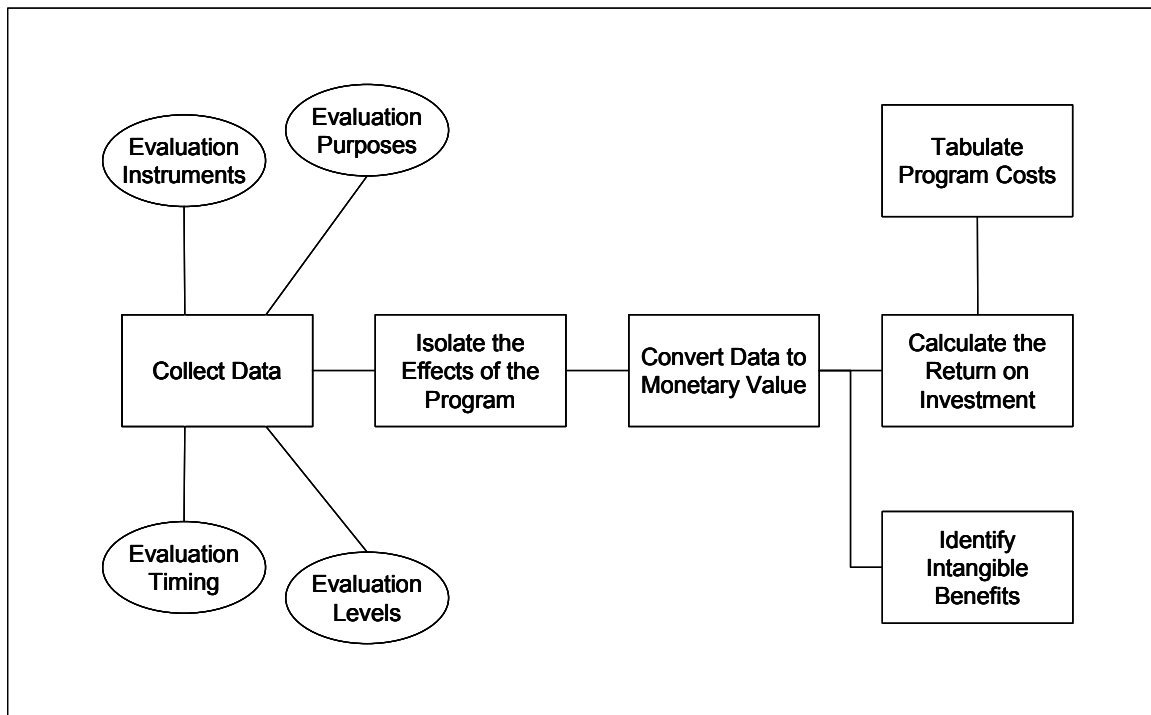 Evaluation
Instruments
Evaluation
Purposes
Tabulate
Program Costs
Collect Data
Isolate the
Effects of the
Program
Convert Data to
Monetary Value
Calculate the
Return on
Investment
Evaluation
Timing
Evaluation
Levels
Identify
Intangible
Benefits